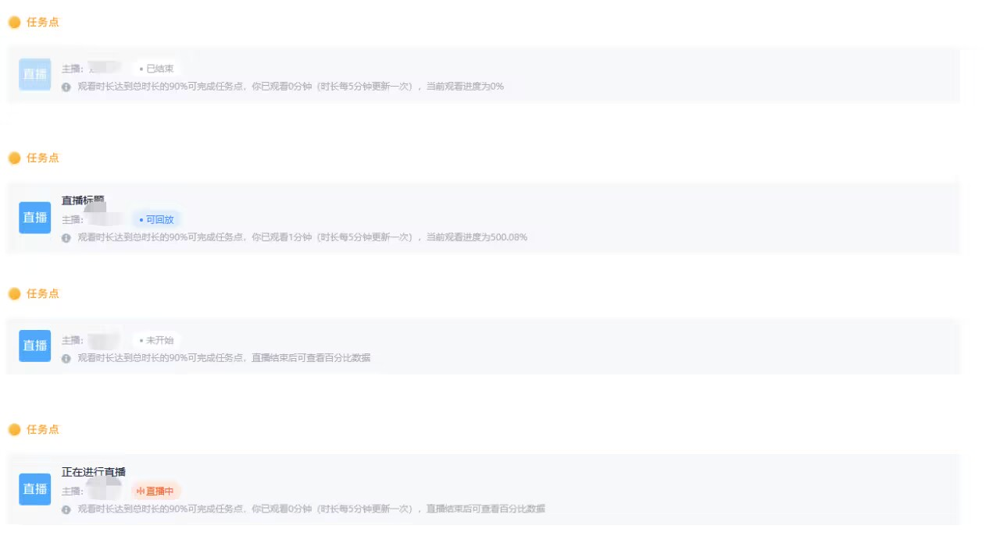 任务点
直播
主播：
• 已结束
观看时长达到总时长的90%可完成任务点，你已观看0分钟（时长每5分钟更新一次），当前观看进度为0%
任务点
直播
直播标题
主播：
• 可回放
观看时长达到总时长的90%可完成任务点，你已观看1分钟（时长每5分钟更新一次），当前观看进度为500.08%
任务点
直播
主播：
• 未开始
观看时长达到总时长的90%可完成任务点，直播结束后可查看百分比数据
任务点
直播
正在进行直播
主播：
直播中
观看时长达到总时长的90%可完成任务点，你已观看0分钟（时长每5分钟更新一次），直播结束后可查看百分比数据